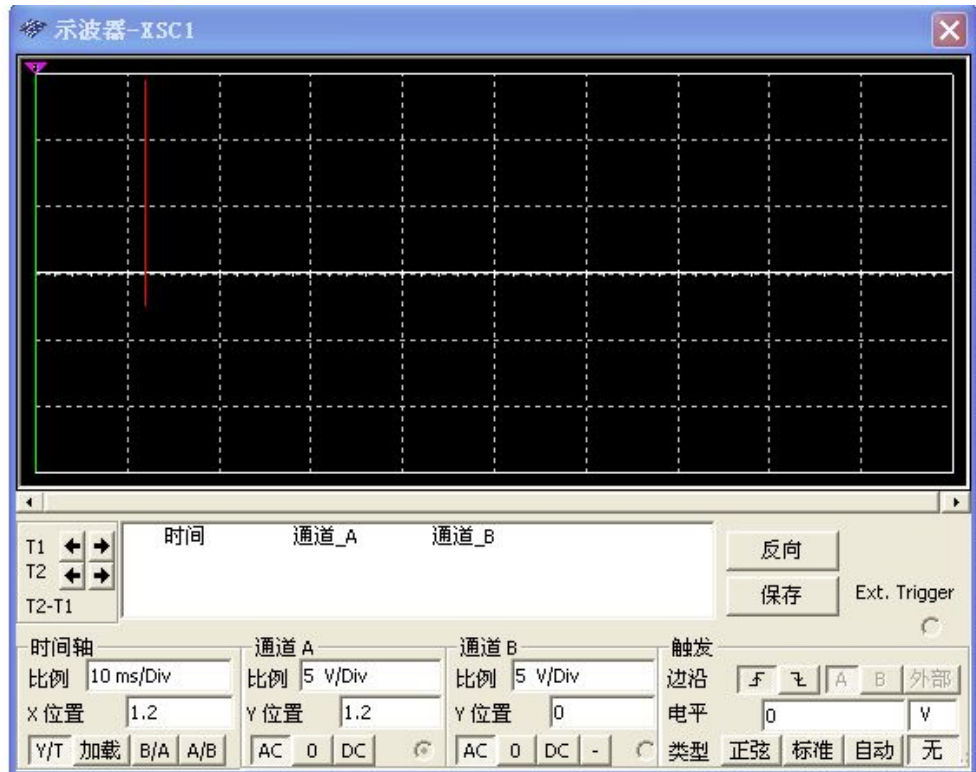 示波器-XSC1
时间 通道_A 通道_B
T1
T2
T2-T1
反向
保存
Ext. Trigger
时间轴
比例 10 ms/Div
X 位置 1.2
Y/T 加载 B/A A/B
通道 A
比例 5 V/Div
Y 位置 1.2
AC 0 DC
通道 B
比例 5 V/Div
Y 位置 0
AC 0 DC -
触发
边沿 A B 外部
电平 0 V
类型 正弦 标准 自动 无